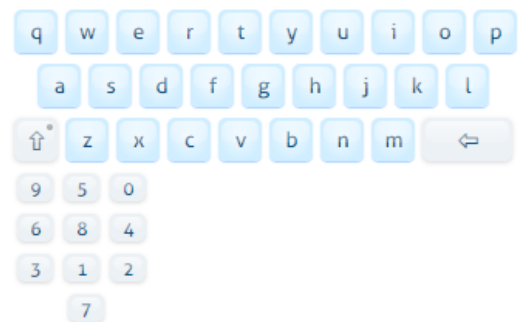 q w e r t y u i o p
a s d f g h j k l
⇧ z x c v b n m ⇦
9 5 0
6 8 4
3 1 2
7